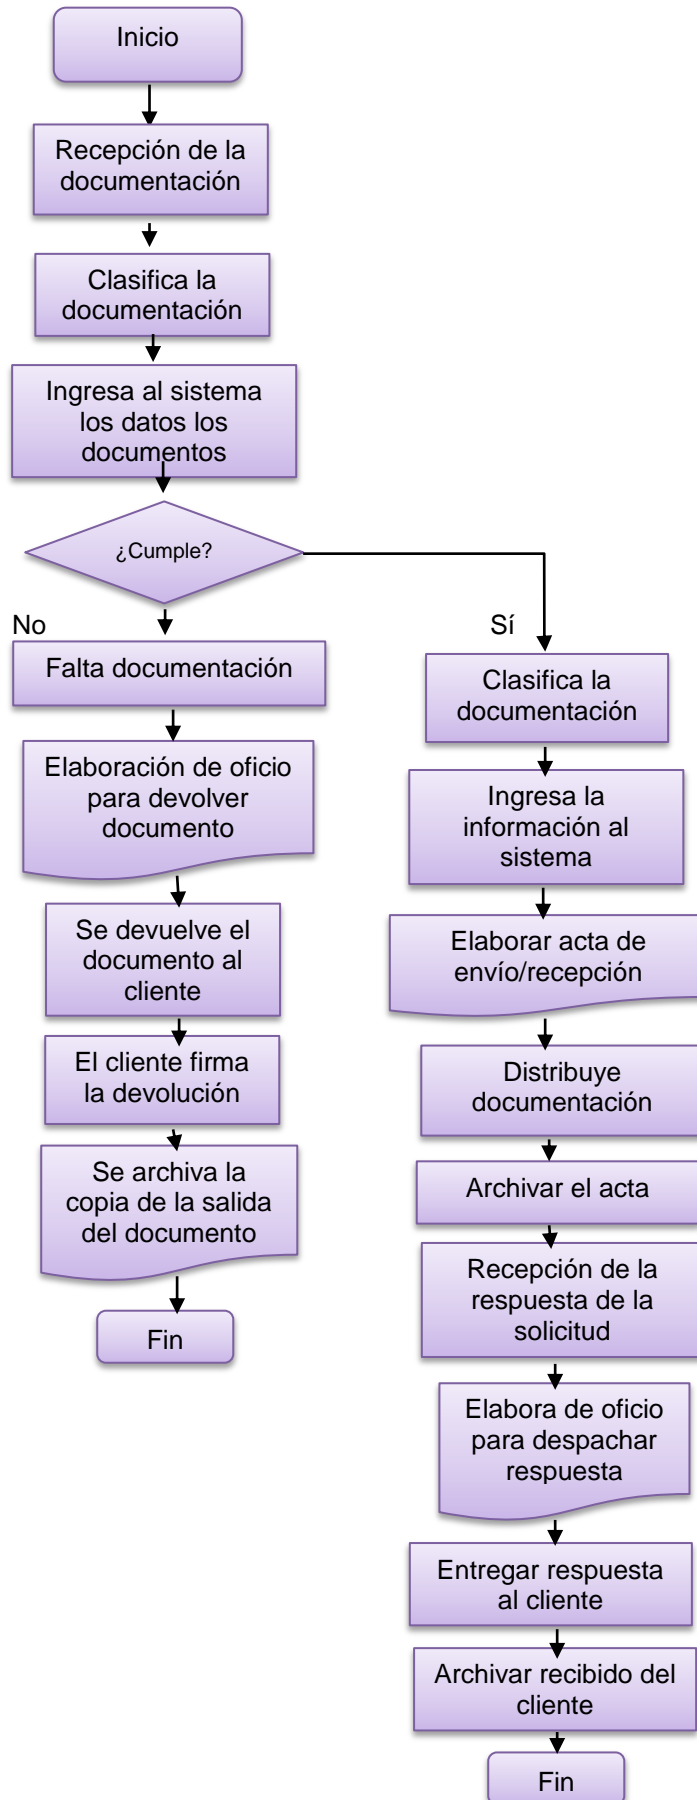 Inicio
Recepción de la
documentación
Clasifica la
documentación
Ingresa al sistema
los datos los
documentos
¿Cumple?
No
Falta documentación
Elaboración de oficio
para devolver
documento
Se devuelve el
documento al
cliente
El cliente firma
la devolución
Se archiva la
copia de la salida
del documento
Fin
Sí
Clasifica la
documentación
Ingresa la
información al
sistema
Elaborar acta de
envío/recepción
Distribuye
documentación
Archivar el acta
Recepción de la
respuesta de la
solicitud
Elabora de oficio
para despachar
respuesta
Entregar respuesta
al cliente
Archivar recibido del
cliente
Fin